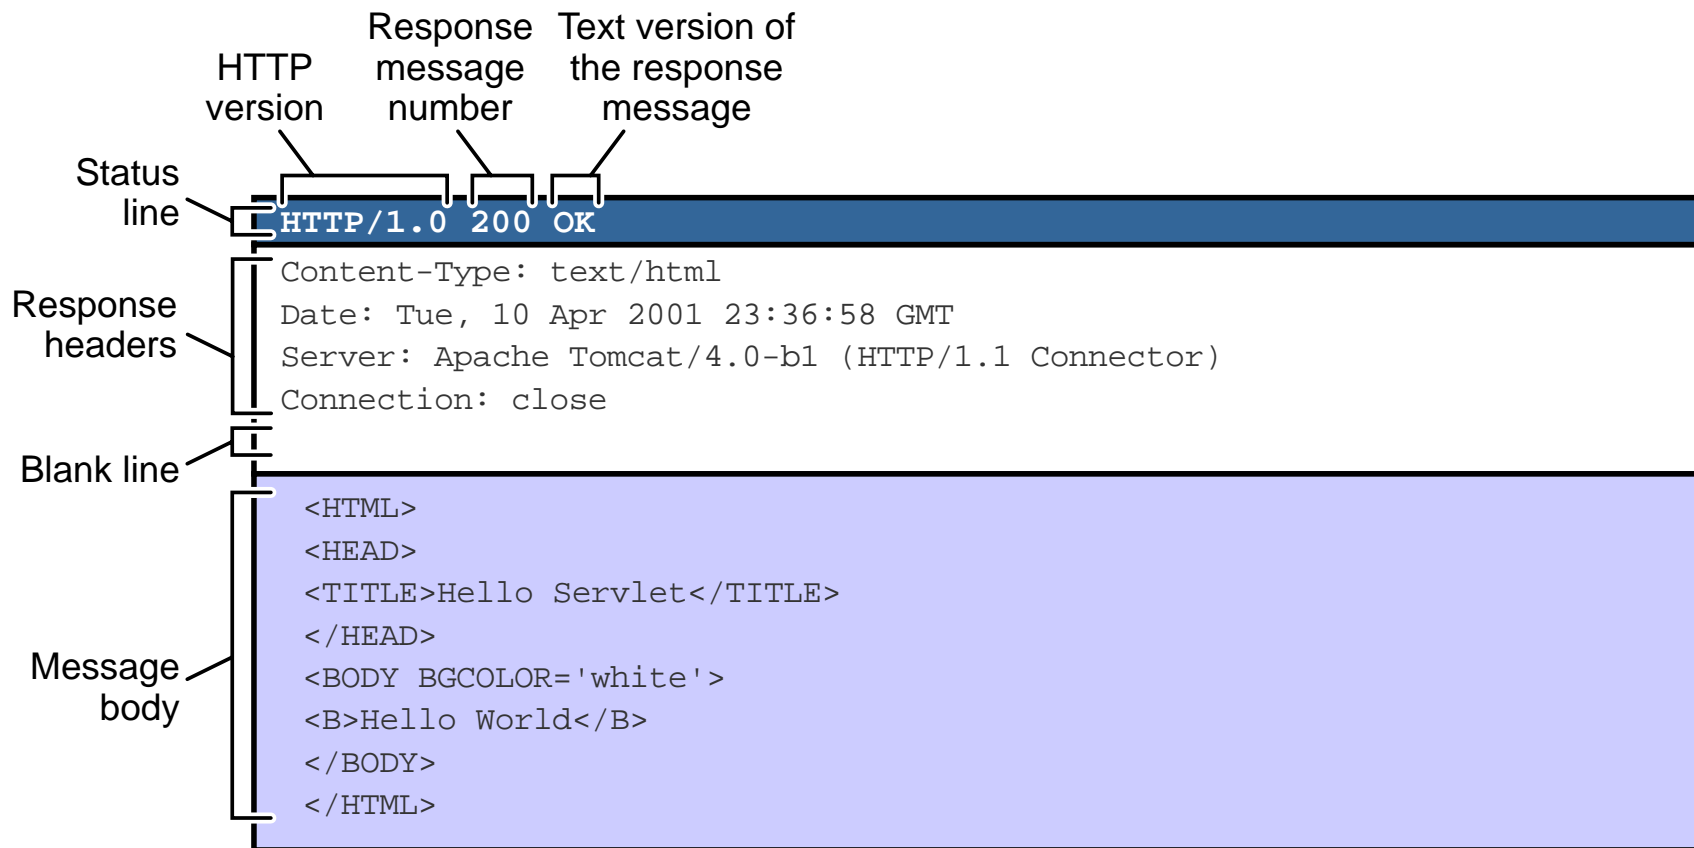 Response Text version of
HTTP message the response
version number message
Status
line
HTTP/1.0 200 OK
Content-Type: text/html
Date: Tue, 10 Apr 2001 23:36:58 GMT
Response
headers
Server: Apache Tomcat/4.0-b1 (HTTP/1.1 Connector)
Connection: close
Blank line
<HTML>
<HEAD>
<TITLE>Hello Servlet</TITLE>
</HEAD>
Message
body
<BODY BGCOLOR='white'>
<B>Hello World</B>
</BODY>
</HTML>